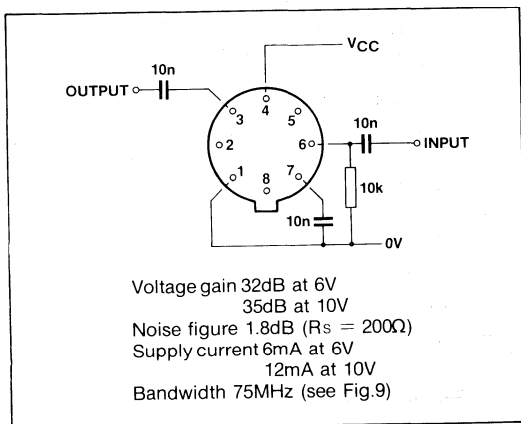 VCC
10n
OUTPUT
4
3
5
10n
2
6
INPUT
1
7
8
10k
10n
0V
Voltage gain 32dB at 6V
35dB at 10V
Noise figure 1.8dB (Rs = 200Ω)
Supply current 6mA at 6V
12mA at 10V
Bandwidth 75MHz (see Fig.9)